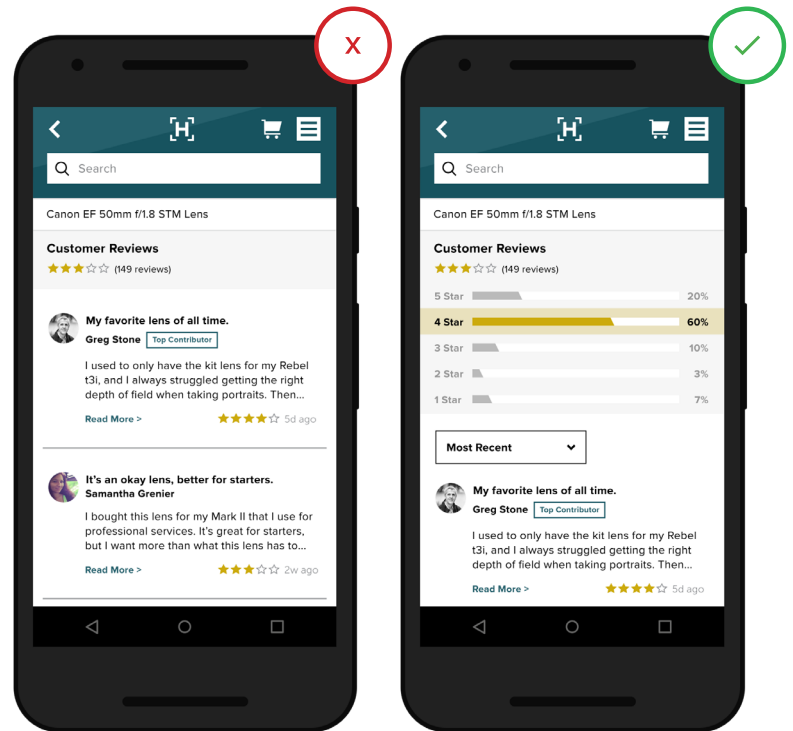 X
[H]
Search
Canon EF 50mm f/1.8 STM Lens
Customer Reviews
(149 reviews)
My favorite lens of all time.
Greg Stone Top Contributor
I used to only have the kit lens for my Rebel
t3i, and I always struggled getting the right
depth of field when taking portraits. Then...
Read More > 5d ago
It's an okay lens, better for starters.
Samantha Grenier
I bought this lens for my Mark II that I use for
professional services. It's great for starters,
but I want more than what this lens has to...
Read More > 2w ago
[H]
Search
Canon EF 50mm f/1.8 STM Lens
Customer Reviews
(149 reviews)
5 Star 20%
4 Star 60%
3 Star 10%
2 Star 3%
1 Star 7%
Most Recent
My favorite lens of all time.
Greg Stone Top Contributor
I used to only have the kit lens for my Rebel
t3i, and I always struggled getting the right
depth of field when taking portraits. Then...
Read More > 5d ago